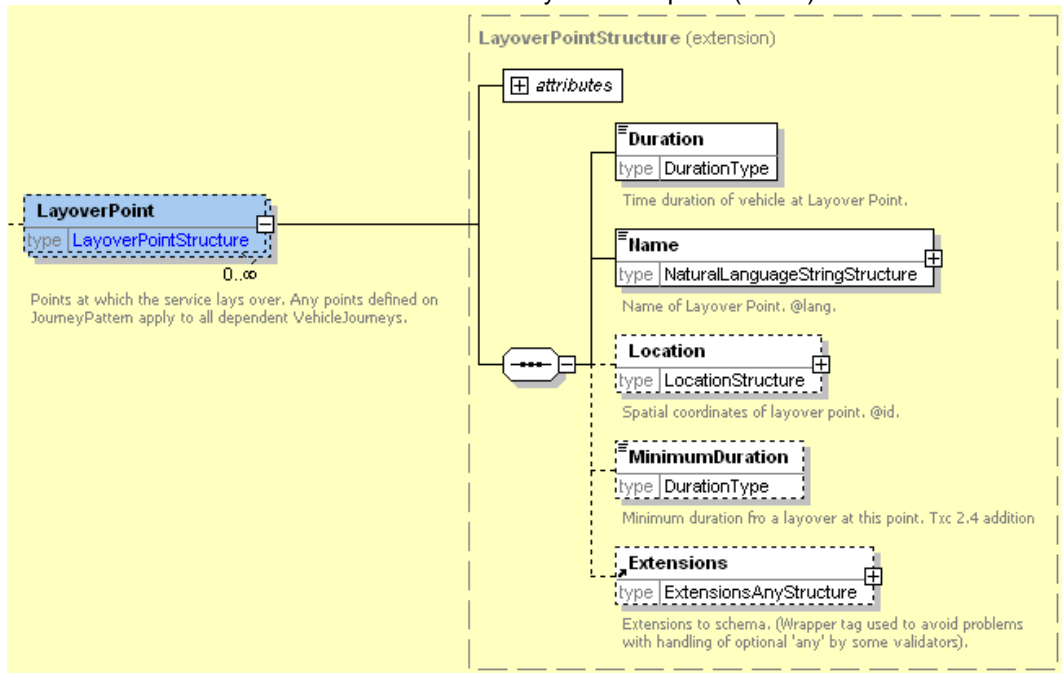 LayoverPointStructure (extension)
attributes
Duration
type DurationType
Time duration of vehicle at Layover Point.
LayoverPoint
type LayoverPointStructure
0..∞
Points at which the service lays over. Any points defined on
JourneyPattern apply to all dependent VehicleJourneys.
Name
type NaturalLanguageStringStructure
Name of Layover Point. @lang.
Location
type LocationStructure
Spatial coordinates of layover point. @id.
MinimumDuration
type DurationType
Minimum duration fro a layover at this point. Txc 2.4 addition
Extensions
type ExtensionsAnyStructure
Extensions to schema. (Wrapper tag used to avoid problems
with handling of optional 'any' by some validators).